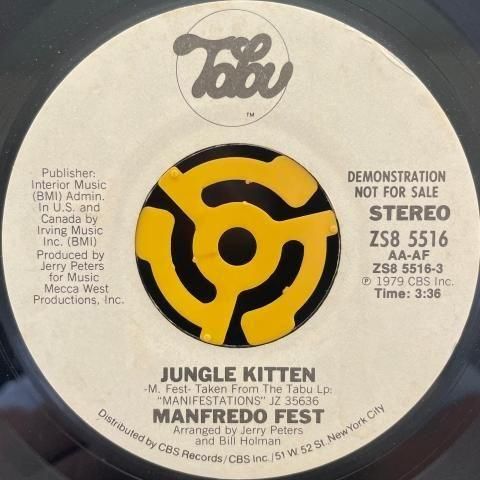 Tabu
TM
Publisher:
Interior Music
(BMI) Admin.
In U.S. and
Canada by
Irving Music
Inc. (BMI)
Produced by
Jerry Peters
for Music
Mecca West
Productions, Inc.
DEMONSTRATION
NOT FOR SALE
STEREO
ZS8 5516
AA-AF
ZS8 5516-3
Ⓟ 1979 CBS Inc.
Time: 3:36
JUNGLE KITTEN
-M. Fest- Taken From The Tabu Lp:
"MANIFESTATIONS" JZ 35636
MANFREDO FEST
Arranged by Jerry Peters
and Bill Holman
Distributed by CBS Records/CBS Inc./51 W. 52 St. New York City